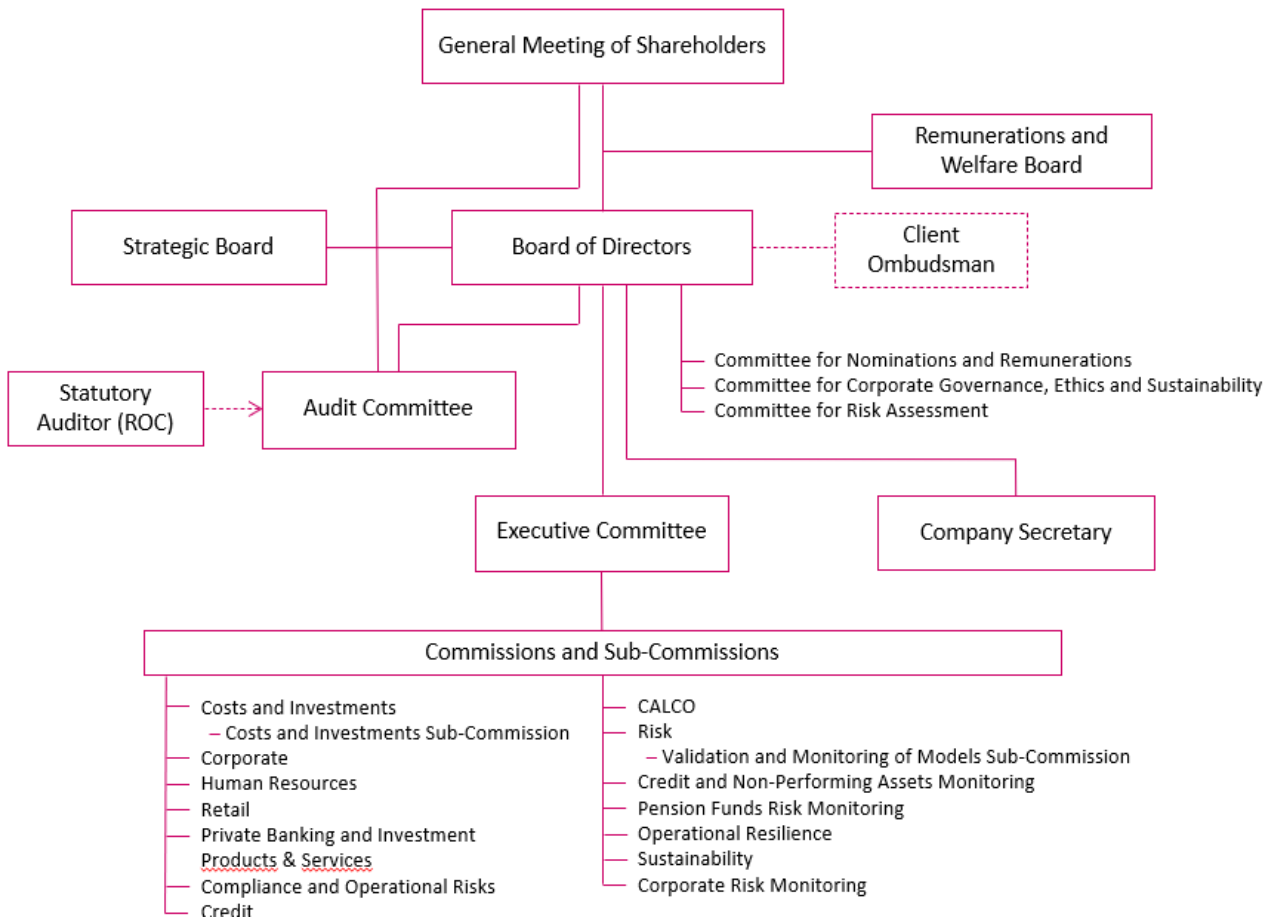 General Meeting of Shareholders
Remunerations and
Welfare Board
Strategic Board
Board of Directors
Client
Ombudsman
Committee for Nominations and Remunerations
Committee for Corporate Governance, Ethics and Sustainability
Committee for Risk Assessment
Statutory
Auditor (ROC)
Audit Committee
Executive Committee
Company Secretary
Commissions and Sub-Commissions
Costs and Investments
– Costs and Investments Sub-Commission
Corporate
Human Resources
Retail
Private Banking and Investment
Products & Services
Compliance and Operational Risks
Credit
CALCO
Risk
– Validation and Monitoring of Models Sub-Commission
Credit and Non-Performing Assets Monitoring
Pension Funds Risk Monitoring
Operational Resilience
Sustainability
Corporate Risk Monitoring